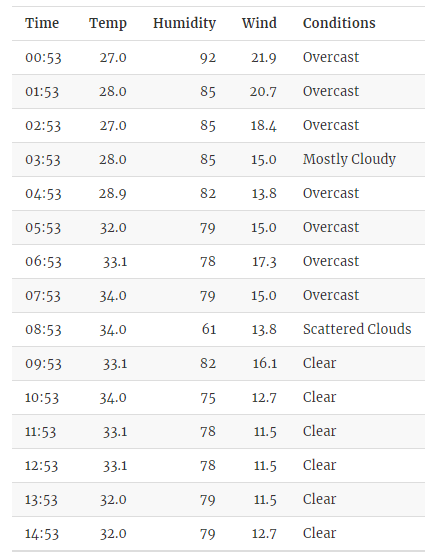 Time Temp Humidity Wind Conditions
00:53 27.0 92 21.9 Overcast
01:53 28.0 85 20.7 Overcast
02:53 27.0 85 18.4 Overcast
03:53 28.0 85 15.0 Mostly Cloudy
04:53 28.9 82 13.8 Overcast
05:53 32.0 79 15.0 Overcast
06:53 33.1 78 17.3 Overcast
07:53 34.0 79 15.0 Overcast
08:53 34.0 61 13.8 Scattered Clouds
09:53 33.1 82 16.1 Clear
10:53 34.0 75 12.7 Clear
11:53 33.1 78 11.5 Clear
12:53 33.1 78 11.5 Clear
13:53 32.0 79 11.5 Clear
14:53 32.0 79 12.7 Clear